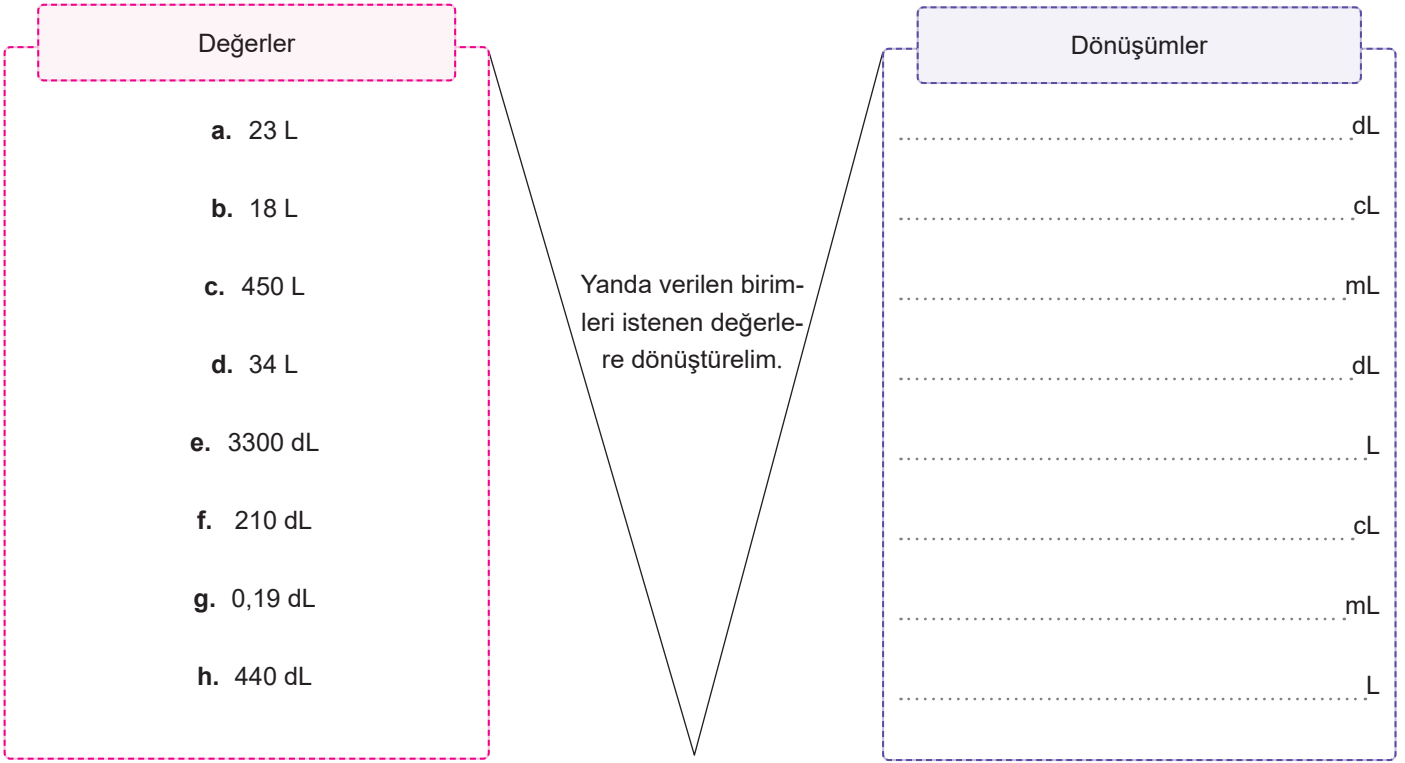 Değerler
a. 23 L
b. 18 L
c. 450 L
d. 34 L
e. 3300 dL
f. 210 dL
g. 0,19 dL
h. 440 dL
Yanda verilen birim-
leri istenen değerle-
re dönüştürelim.
Dönüşümler
dL
cL
mL
dL
L
cL
mL
L